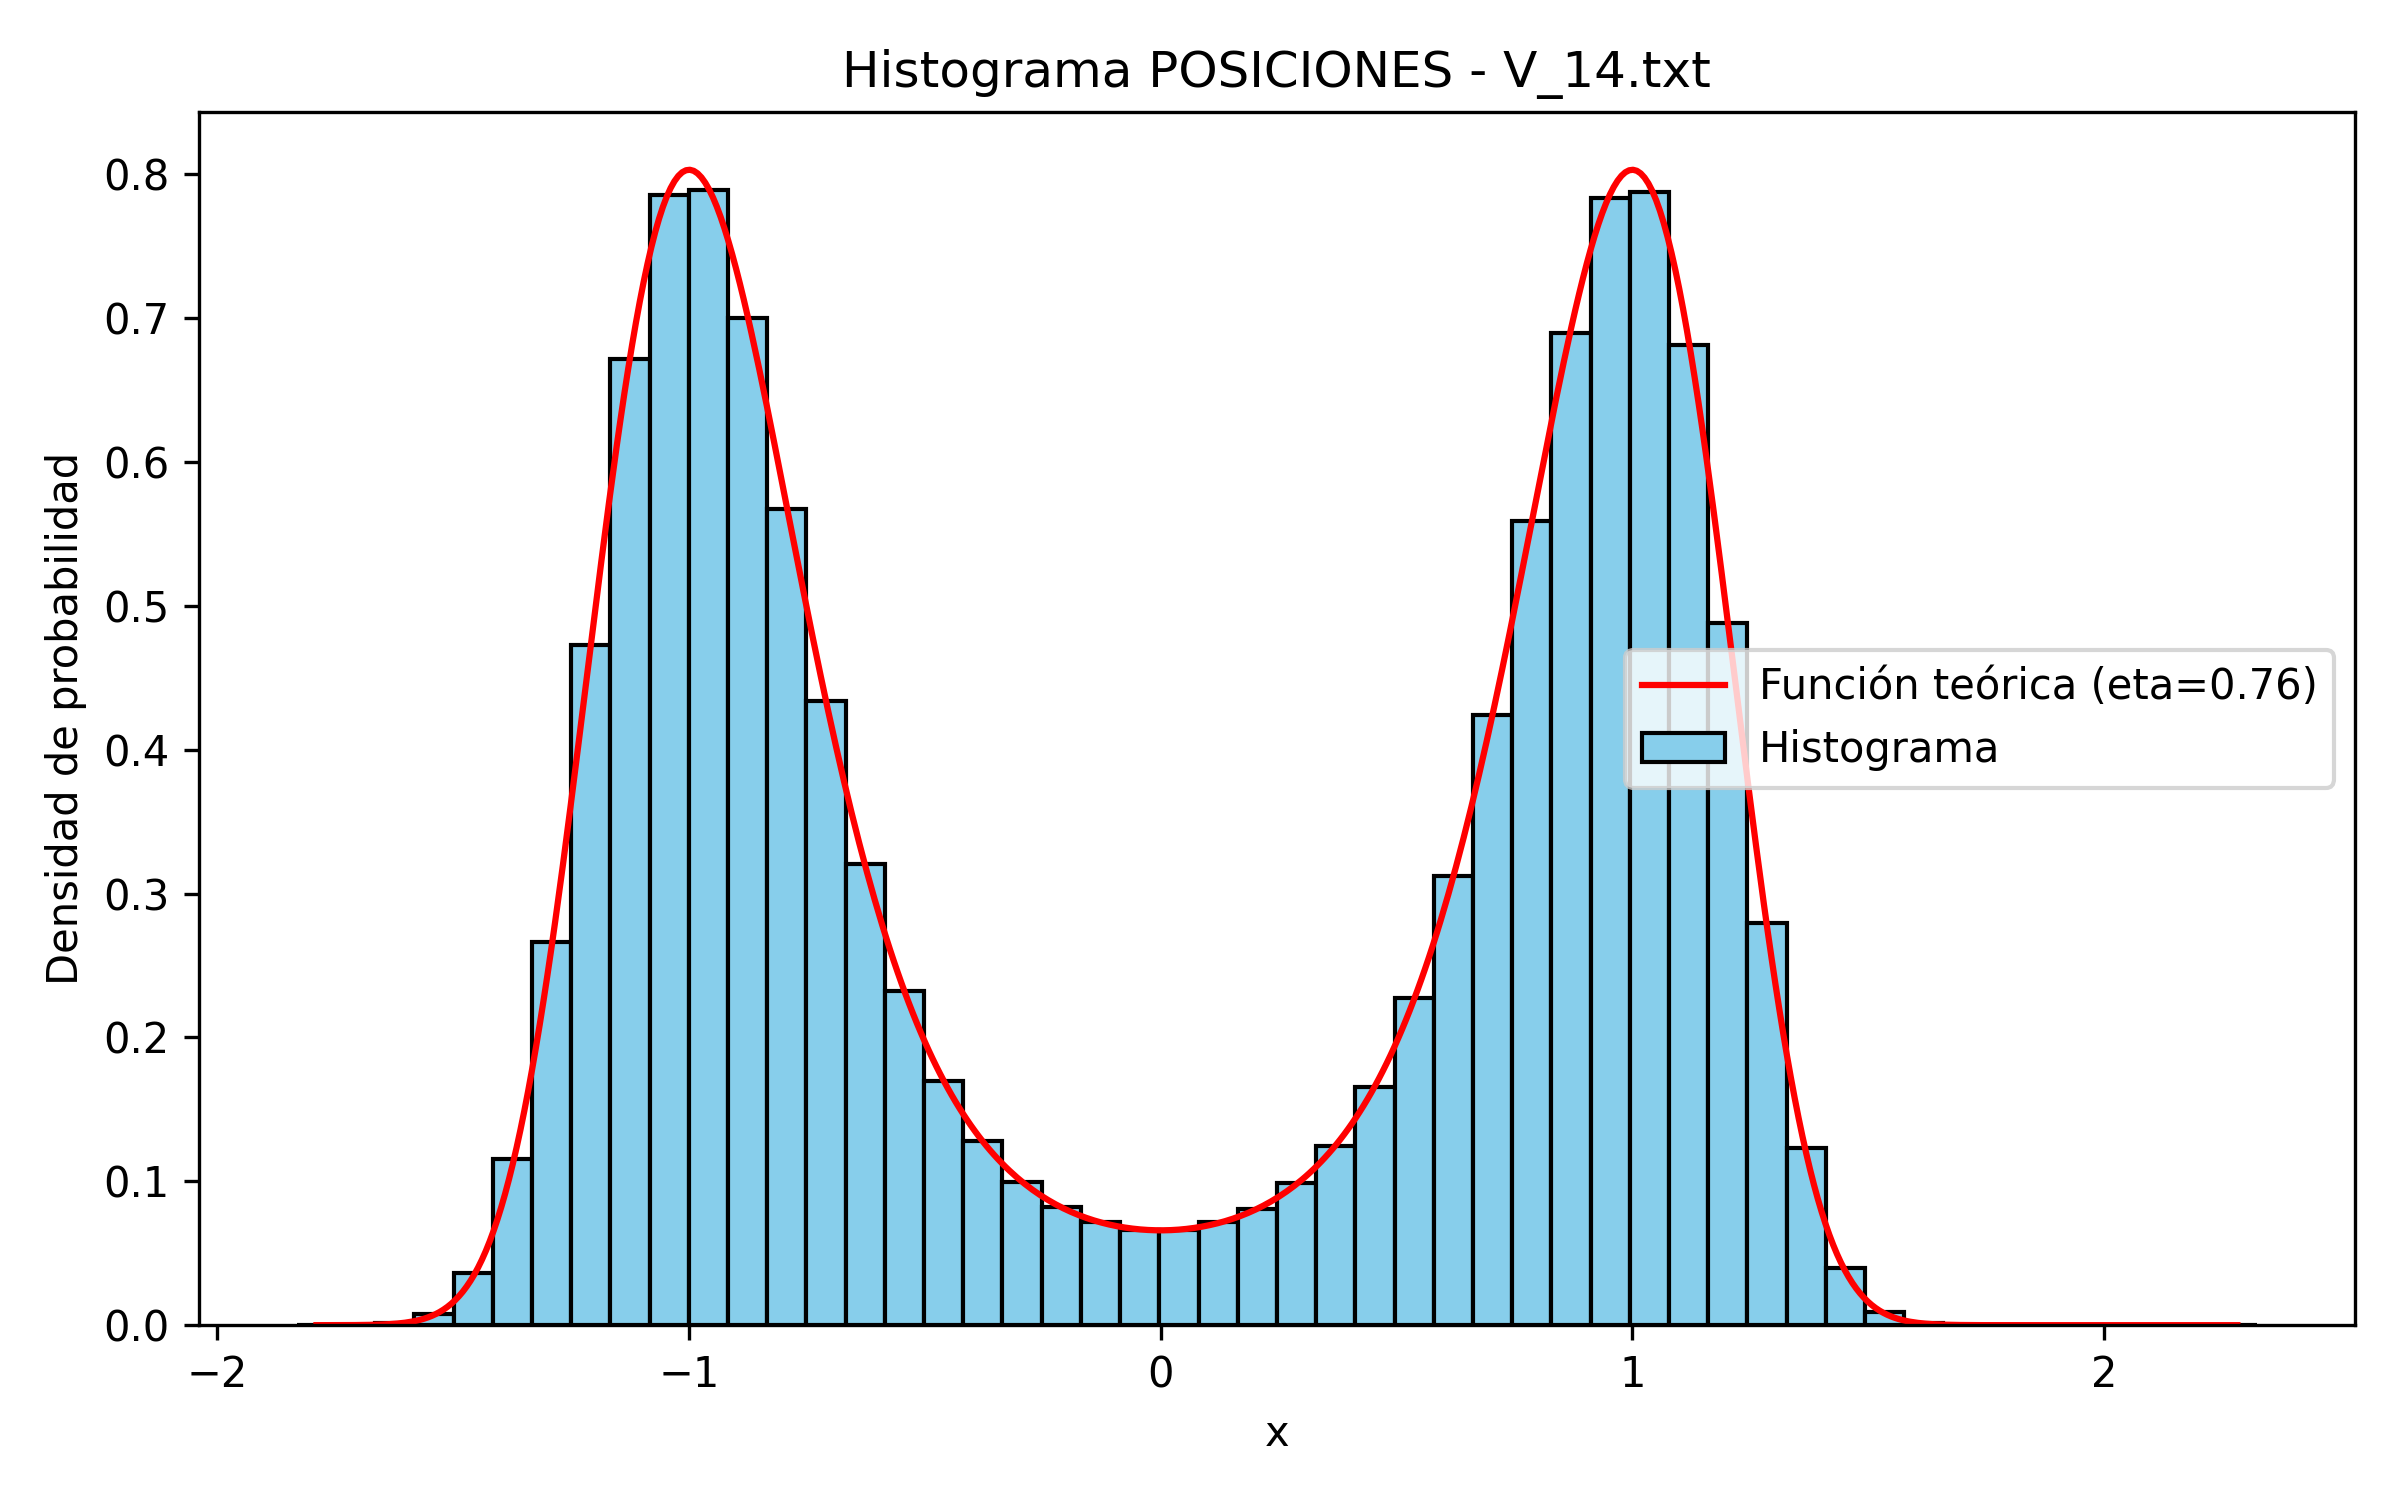 Histograma POSICIONES - V_14.txt
Densidad de probabilidad
0.8
0.7
0.6
0.5
0.4
0.3
0.2
0.1
0.0
Función teórica (eta=0.76)
Histograma
−2 −1 0 1 2
x